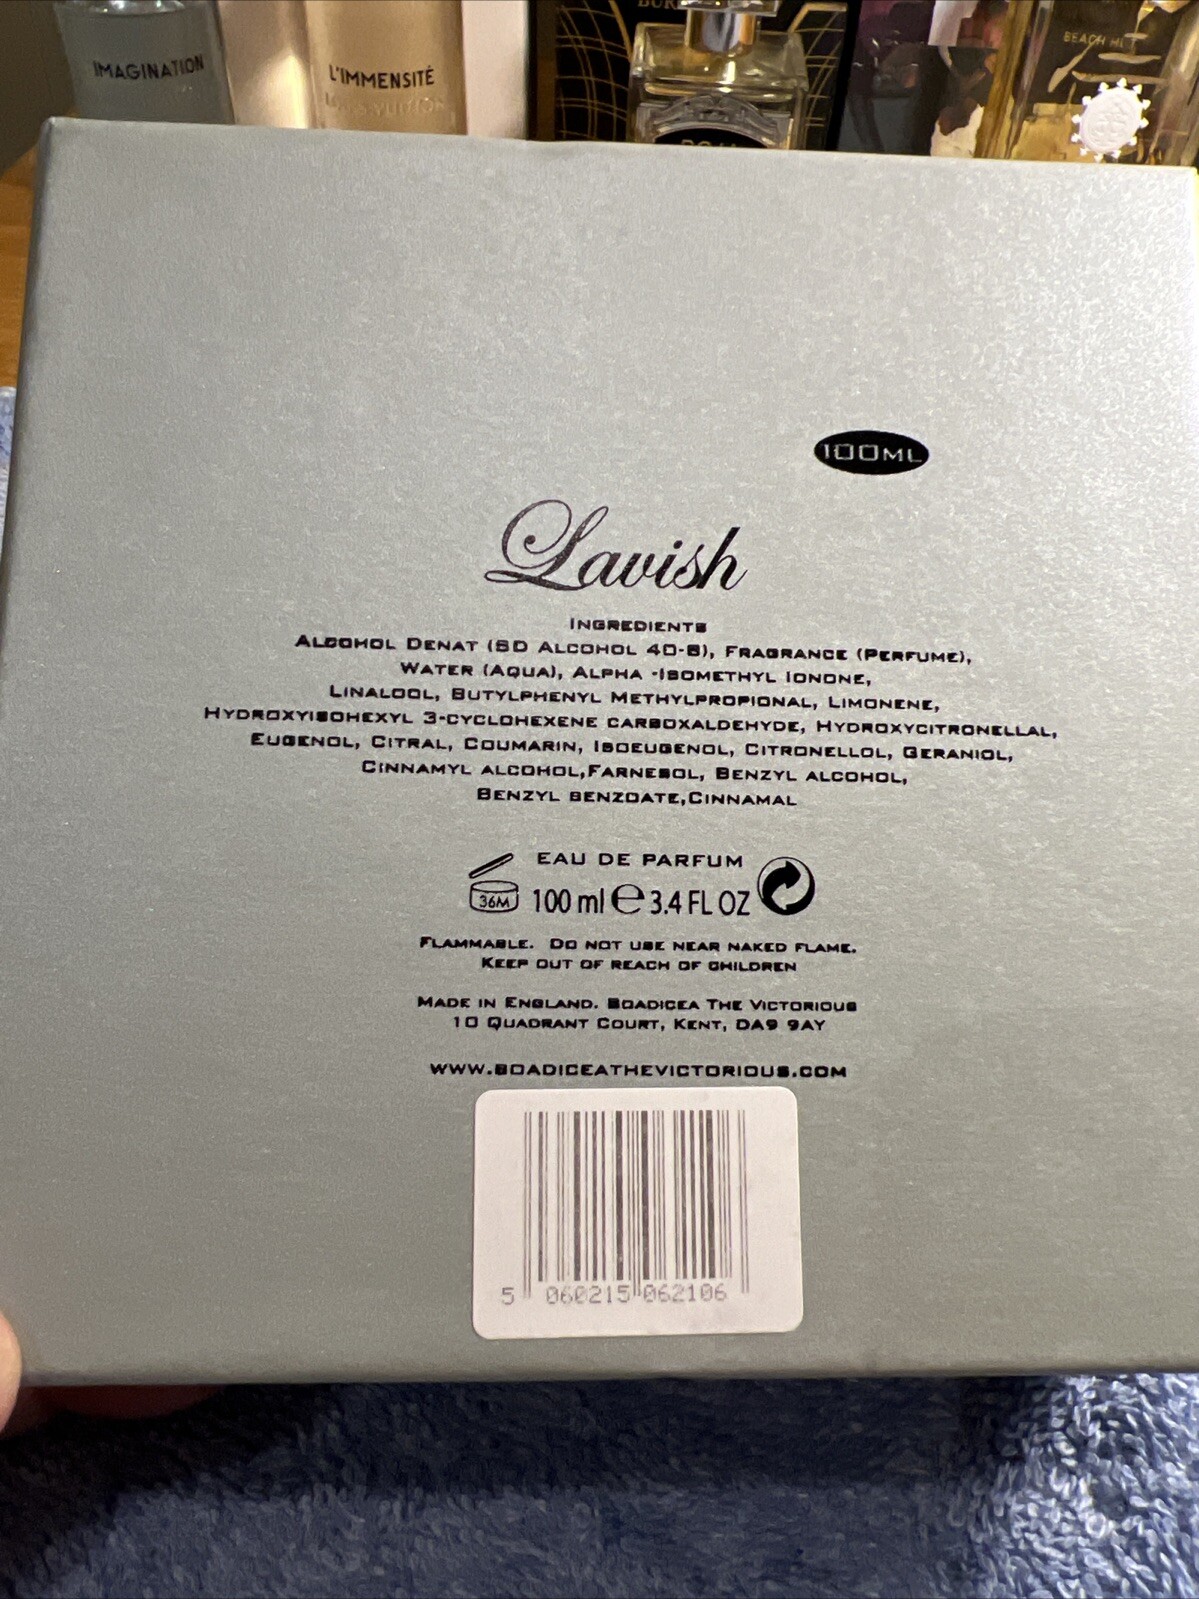 IMAGINATION
L'IMMENSITÉ
LOUIS VUITTON
BEACH HUT
100ML
Lavish
INGREDIENTS
ALCOHOL DENAT (SD ALCOHOL 40-B), FRAGRANCE (PERFUME),
WATER (AQUA), ALPHA -ISOMETHYL IONONE,
LINALOOL, BUTYLPHENYL METHYLPROPIONAL, LIMONENE,
HYDROXYISOHEXYL 3-CYCLOHEXENE CARBOXALDEHYDE, HYDROXYCITRONELLAL,
EUGENOL, CITRAL, COUMARIN, ISOEUGENOL, CITRONELLOL, GERANIOL,
CINNAMYL ALCOHOL,FARNESOL, BENZYL ALCOHOL,
BENZYL BENZOATE,CINNAMAL
EAU DE PARFUM
36M 100 ml e 3.4 FL OZ
FLAMMABLE. DO NOT USE NEAR NAKED FLAME.
KEEP OUT OF REACH OF CHILDREN
MADE IN ENGLAND. BOADICEA THE VICTORIOUS
10 QUADRANT COURT, KENT, DA9 9AY
WWW.BOADICEATHEVICTORIOUS.COM
5 060215 062106